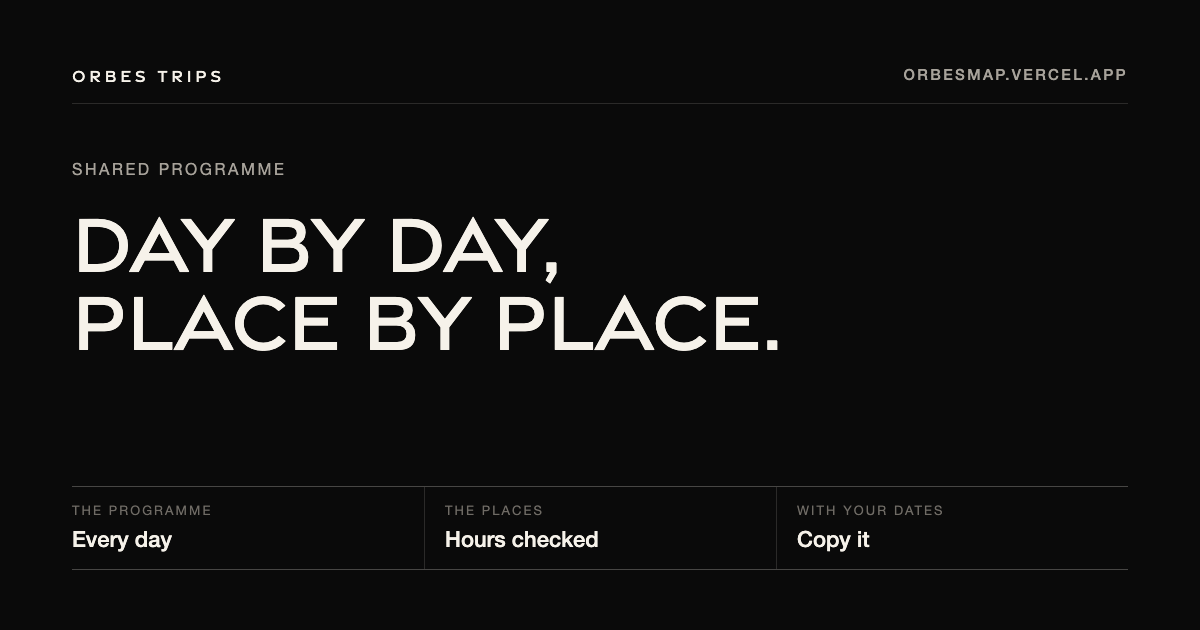 ORBES TRIPS
ORBESMAP.VERCEL.APP
SHARED PROGRAMME
DAY BY DAY,
PLACE BY PLACE.
THE PROGRAMME
Every day
THE PLACES
Hours checked
WITH YOUR DATES
Copy it